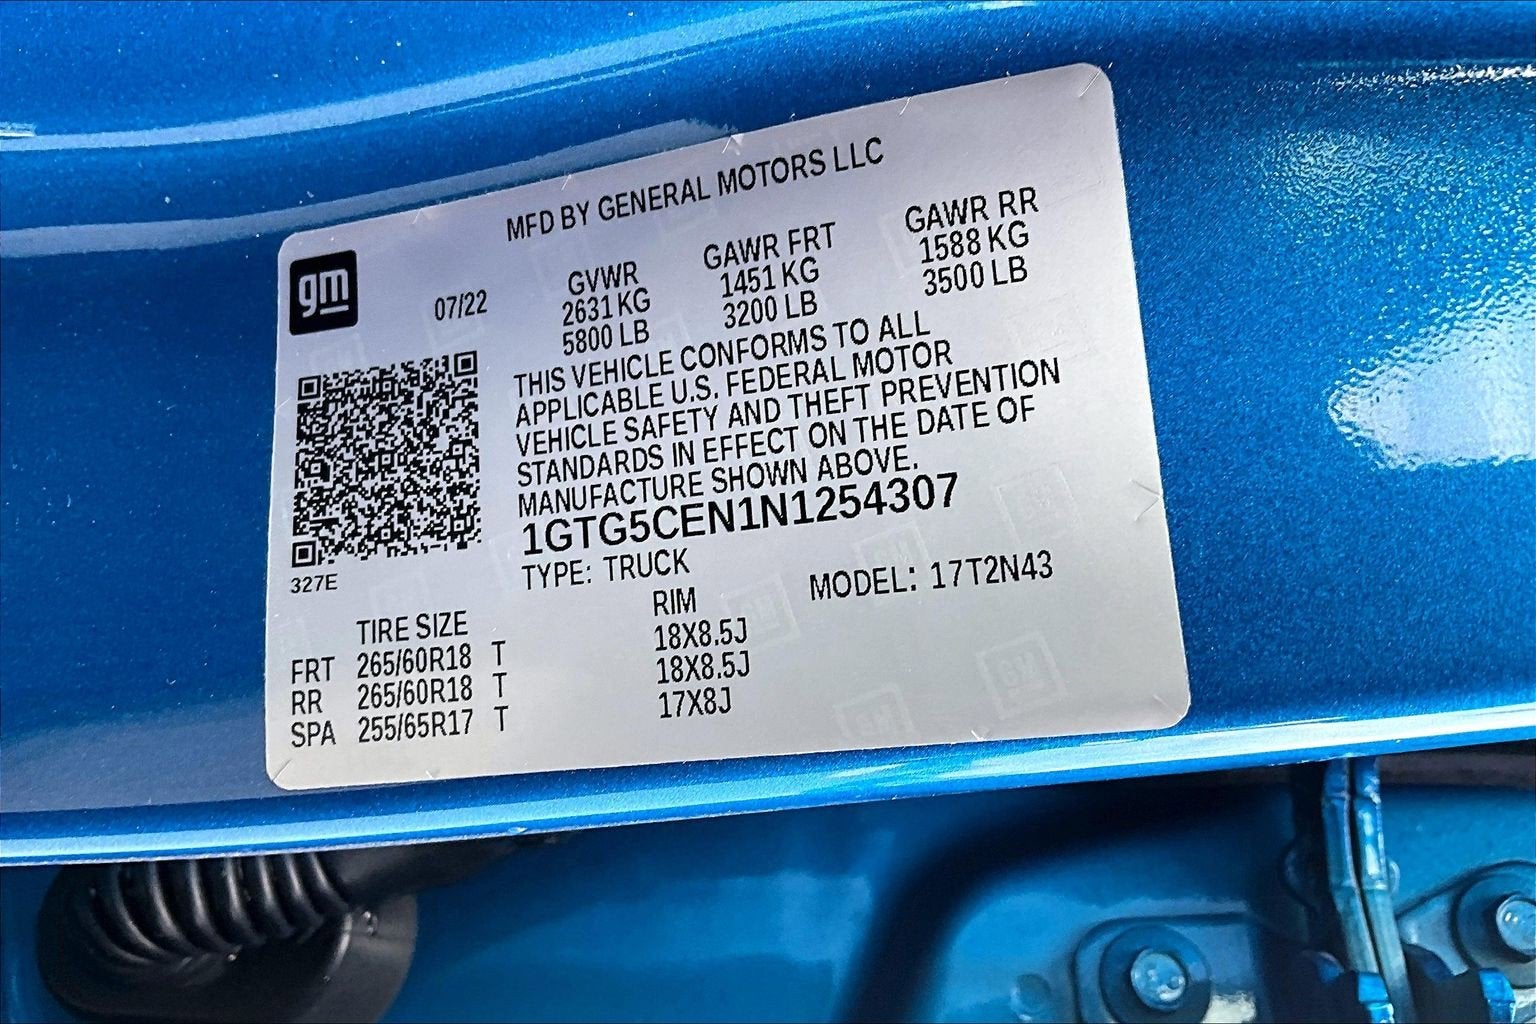 MFD BY GENERAL MOTORS LLC
gm
07/22
GVWR
2631 KG
5800 LB
GAWR FRT
1451 KG
3200 LB
GAWR RR
1588 KG
3500 LB
THIS VEHICLE CONFORMS TO ALL
APPLICABLE U.S. FEDERAL MOTOR
VEHICLE SAFETY AND THEFT PREVENTION
STANDARDS IN EFFECT ON THE DATE OF
MANUFACTURE SHOWN ABOVE.
1GTG5CEN1N1254307
327E
TYPE: TRUCK
MODEL: 17T2N43
TIRE SIZE RIM
FRT 265/60R18 T 18X8.5J
RR 265/60R18 T 18X8.5J
SPA 255/65R17 T 17X8J